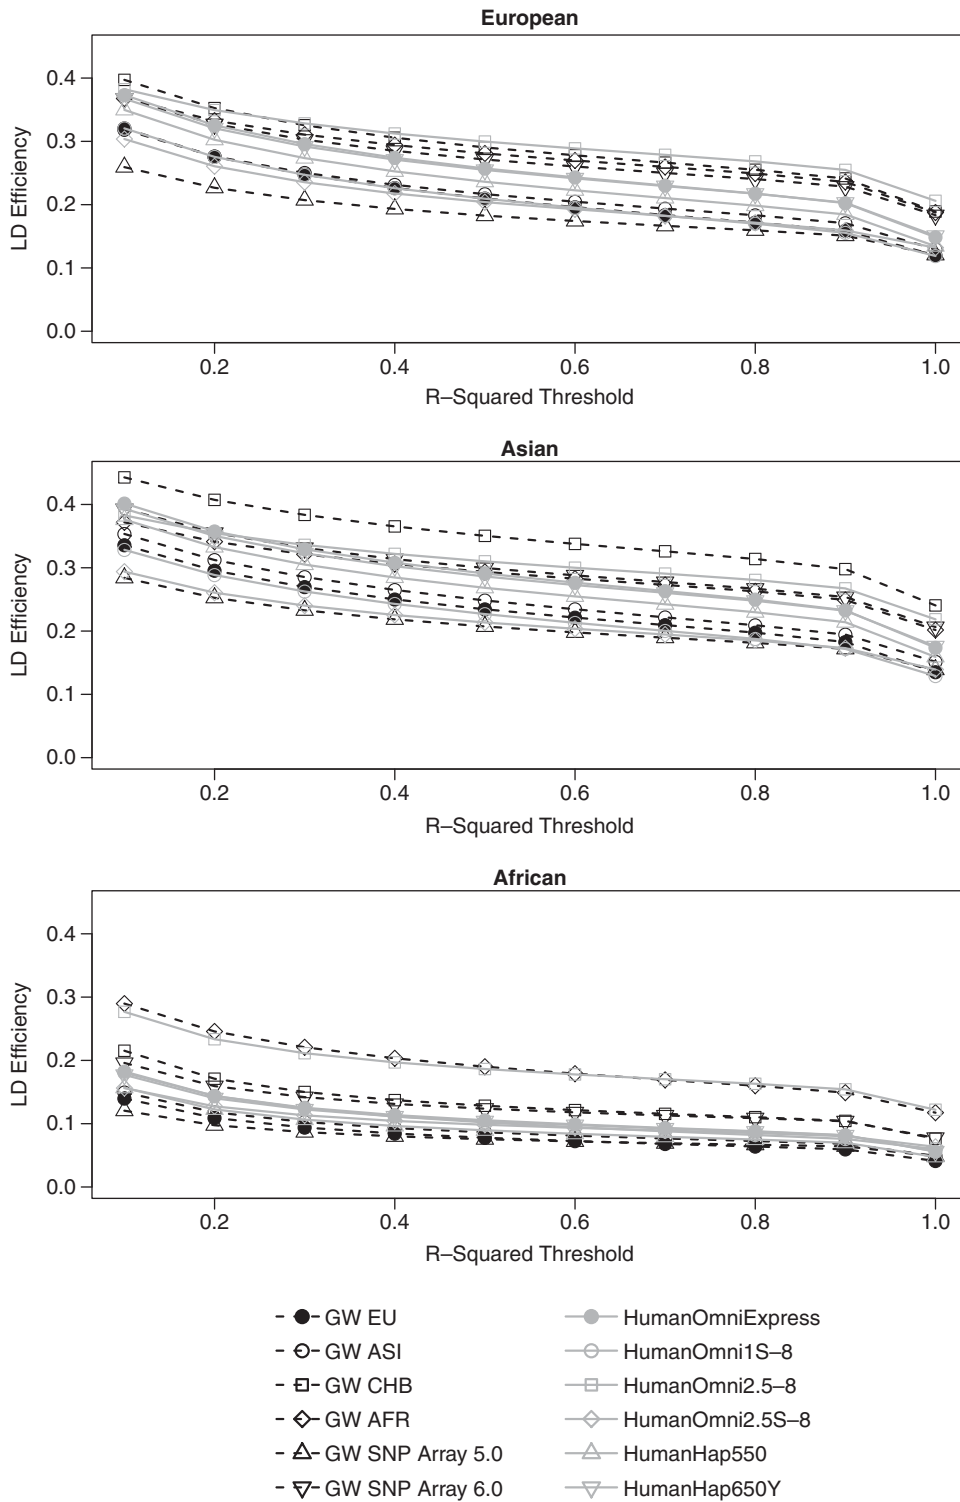 European
0.4
0.3
0.2
0.1
0.0
LD Efficiency
0.2 0.4 0.6 0.8 1.0
R–Squared Threshold
Asian
0.4
0.3
0.2
0.1
0.0
LD Efficiency
0.2 0.4 0.6 0.8 1.0
R–Squared Threshold
African
0.4
0.3
0.2
0.1
0.0
LD Efficiency
0.2 0.4 0.6 0.8 1.0
R–Squared Threshold
GW EU
GW ASI
GW CHB
GW AFR
GW SNP Array 5.0
GW SNP Array 6.0
HumanOmniExpress
HumanOmni1S–8
HumanOmni2.5–8
HumanOmni2.5S–8
HumanHap550
HumanHap650Y